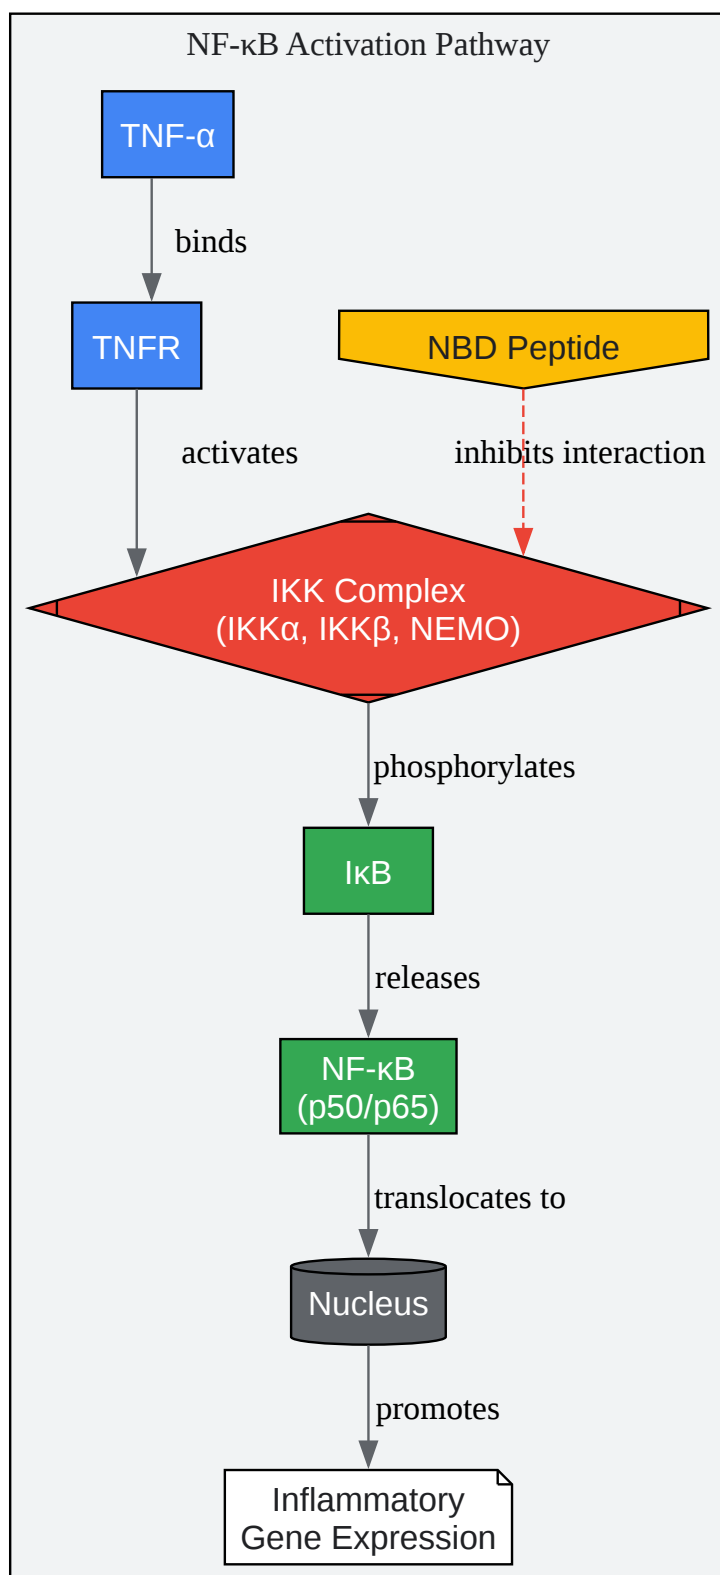 NF-κB Activation Pathway
TNF-α
binds
TNFR
NBD Peptide
activates
inhibits interaction
IKK Complex
(IKKα, IKKβ, NEMO)
phosphorylates
IκB
releases
NF-κB
(p50/p65)
translocates to
Nucleus
promotes
Inflammatory
Gene Expression